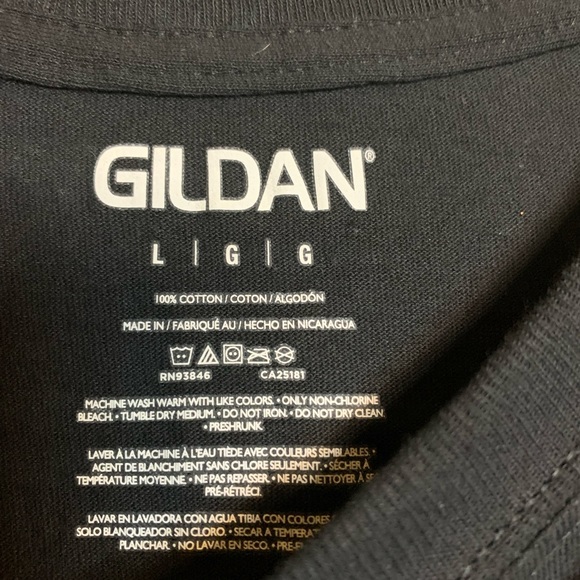 GILDAN®
L | G | G
100% COTTON / COTON / ALGODÓN
MADE IN / FABRIQUÉ AU / HECHO EN NICARAGUA
RN93846 CA25181
MACHINE WASH WARM WITH LIKE COLORS. • ONLY NON-CHLORINE
BLEACH. • TUMBLE DRY MEDIUM. • DO NOT IRON. • DO NOT DRY CLEAN.
• PRESHRUNK.
LAVER À LA MACHINE À L'EAU TIÈDE AVEC COULEURS SEMBLABLES. •
AGENT DE BLANCHIMENT SANS CHLORE SEULEMENT. • SÉCHER À
TEMPÉRATURE MOYENNE. • NE PAS REPASSER. • NE PAS NETTOYER À
PRÉ-RÉTRÉCI.
LAVAR EN LAVADORA CON AGUA TIBIA CON COLORES
SOLO BLANQUEADOR SIN CLORO. • SECAR A
PLANCHAR. • NO LAVAR EN SECO.